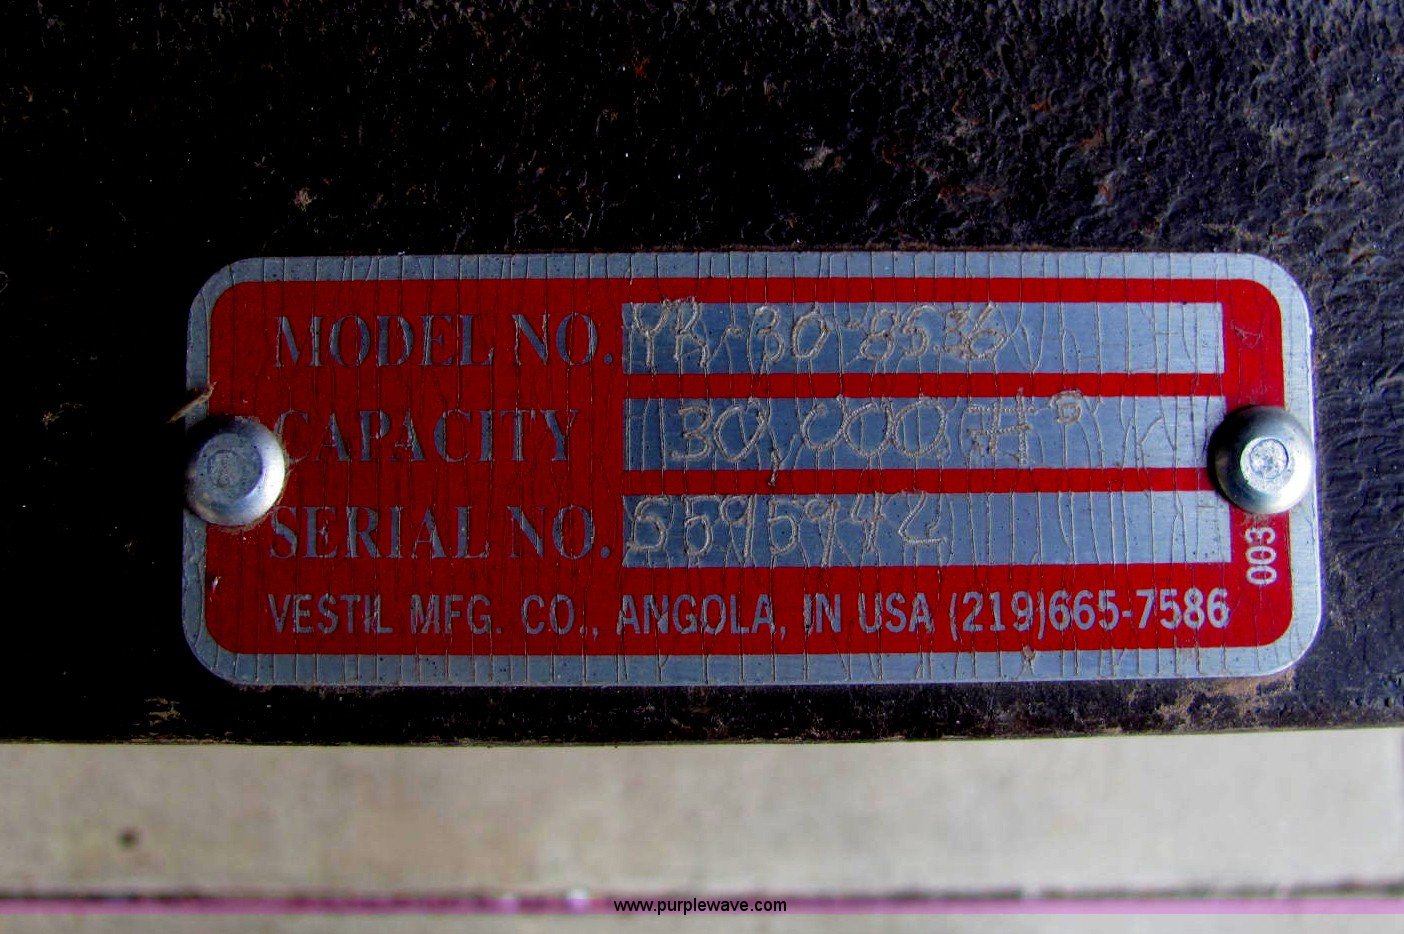 MODEL NO. YR-30-8536
CAPACITY 30,000 #
SERIAL NO. 5595942
VESTIL MFG. CO., ANGOLA, IN USA (219)665-7586
003
www.purplewave.com